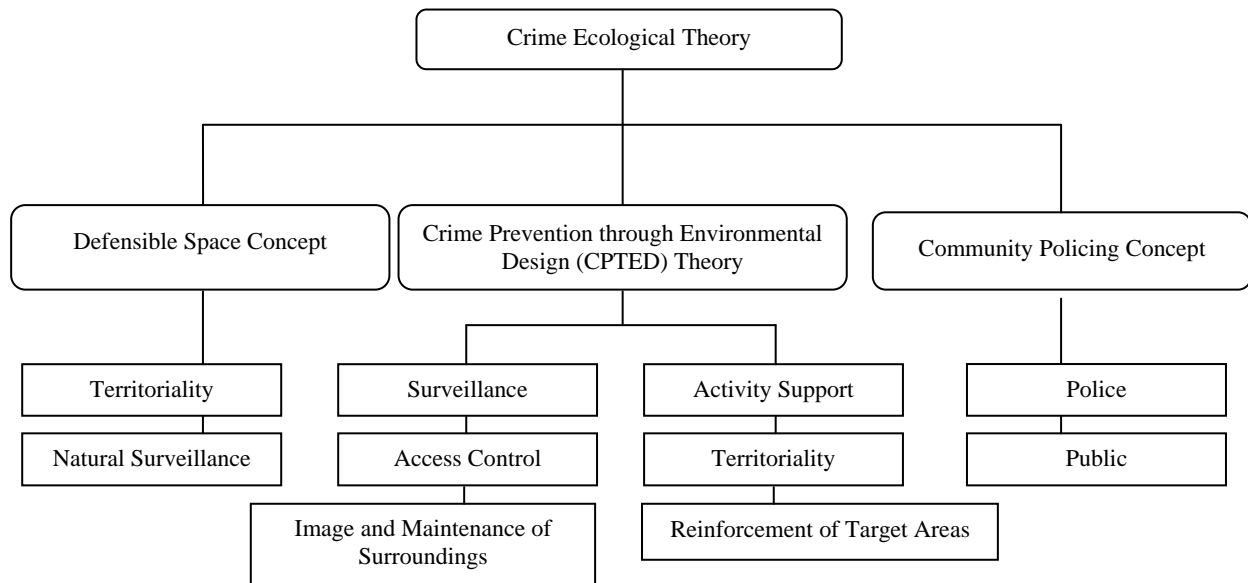 Crime Ecological Theory
Defensible Space Concept
Crime Prevention through Environmental
Design (CPTED) Theory
Community Policing Concept
Territoriality
Surveillance
Activity Support
Police
Natural Surveillance
Access Control
Territoriality
Public
Image and Maintenance of
Surroundings
Reinforcement of Target Areas